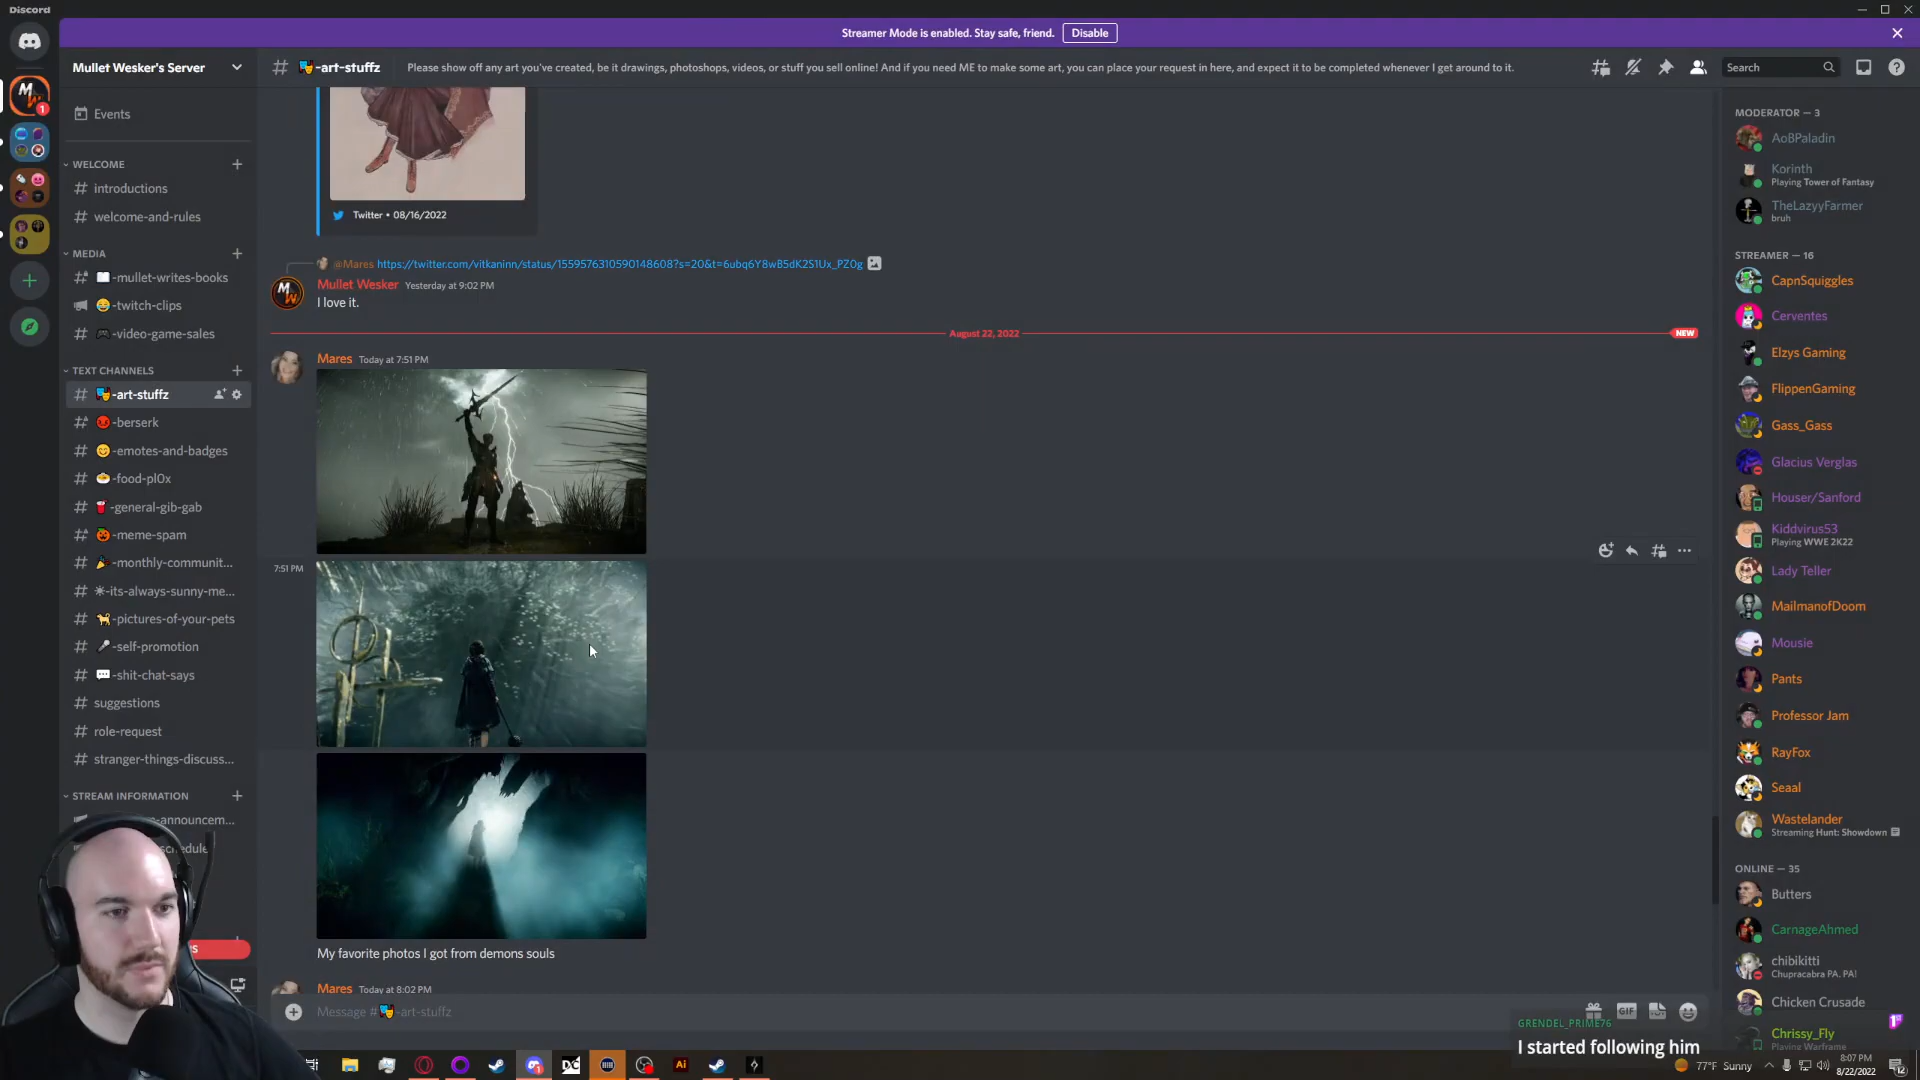 Discord
Streamer Mode is enabled. Stay safe, friend.
Disable
Mullet Wesker's Server
-art-stuffz
Please show off any art you've created, be it drawings, photoshops, videos, or stuff you sell online! And if you need ME to make some art, you can place your request in here, and expect it to be completed whenever I get around to it.
Search
Events
WELCOME
introductions
welcome-and-rules
MEDIA
-mullet-writes-books
-twitch-clips
-video-game-sales
TEXT CHANNELS
-art-stuffz
-berserk
-emotes-and-badges
-food-pl0x
-general-gib-gab
-meme-spam
-monthly-communit...
-its-always-sunny-me...
-pictures-of-your-pets
-self-promotion
-shit-chat-says
suggestions
role-request
stranger-things-discuss...
STREAM INFORMATION
-announcem...
Twitter • 08/16/2022
@Mares https://twitter.com/vitkaninn/status/1559576310590148608?s=20&t=6ubq6Y8wB5dK2S1Ux_PZ0g
Mullet Wesker Yesterday at 9:02 PM
I love it.
August 22, 2022
NEW
Mares Today at 7:51 PM
7:51 PM
My favorite photos I got from demons souls
Mares Today at 8:02 PM
Message #-art-stuffz
GIF
MODERATOR — 3
AoBPaladin
Korinth
Playing Tower of Fantasy
TheLazyyFarmer
bruh
STREAMER — 16
CapnSquiggles
Cerventes
Elzys Gaming
FlippenGaming
Gass_Gass
Glacius Verglas
Houser/Sanford
Kiddvirus53
Playing WWE 2K22
Lady Teller
MailmanofDoom
Mousie
Pants
Professor Jam
RayFox
Seaal
Wastelander
Streaming Hunt: Showdown
ONLINE — 35
Butters
CarnageAhmed
chibikitti
Chupracabra PA. PA!
Chicken Crusade
Chrissy_Fly
Playing Warframe
GRENDEL_PRIME76
I started following him
77°F Sunny
8:07 PM
8/22/2022